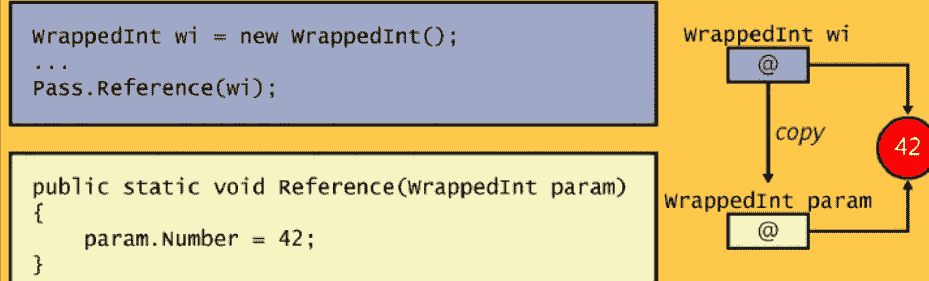 WrappedInt wi = new WrappedInt();
...
Pass.Reference(wi);
public static void Reference(WrappedInt param)
{
    param.Number = 42;
}
WrappedInt wi
@
copy
42
WrappedInt param
@